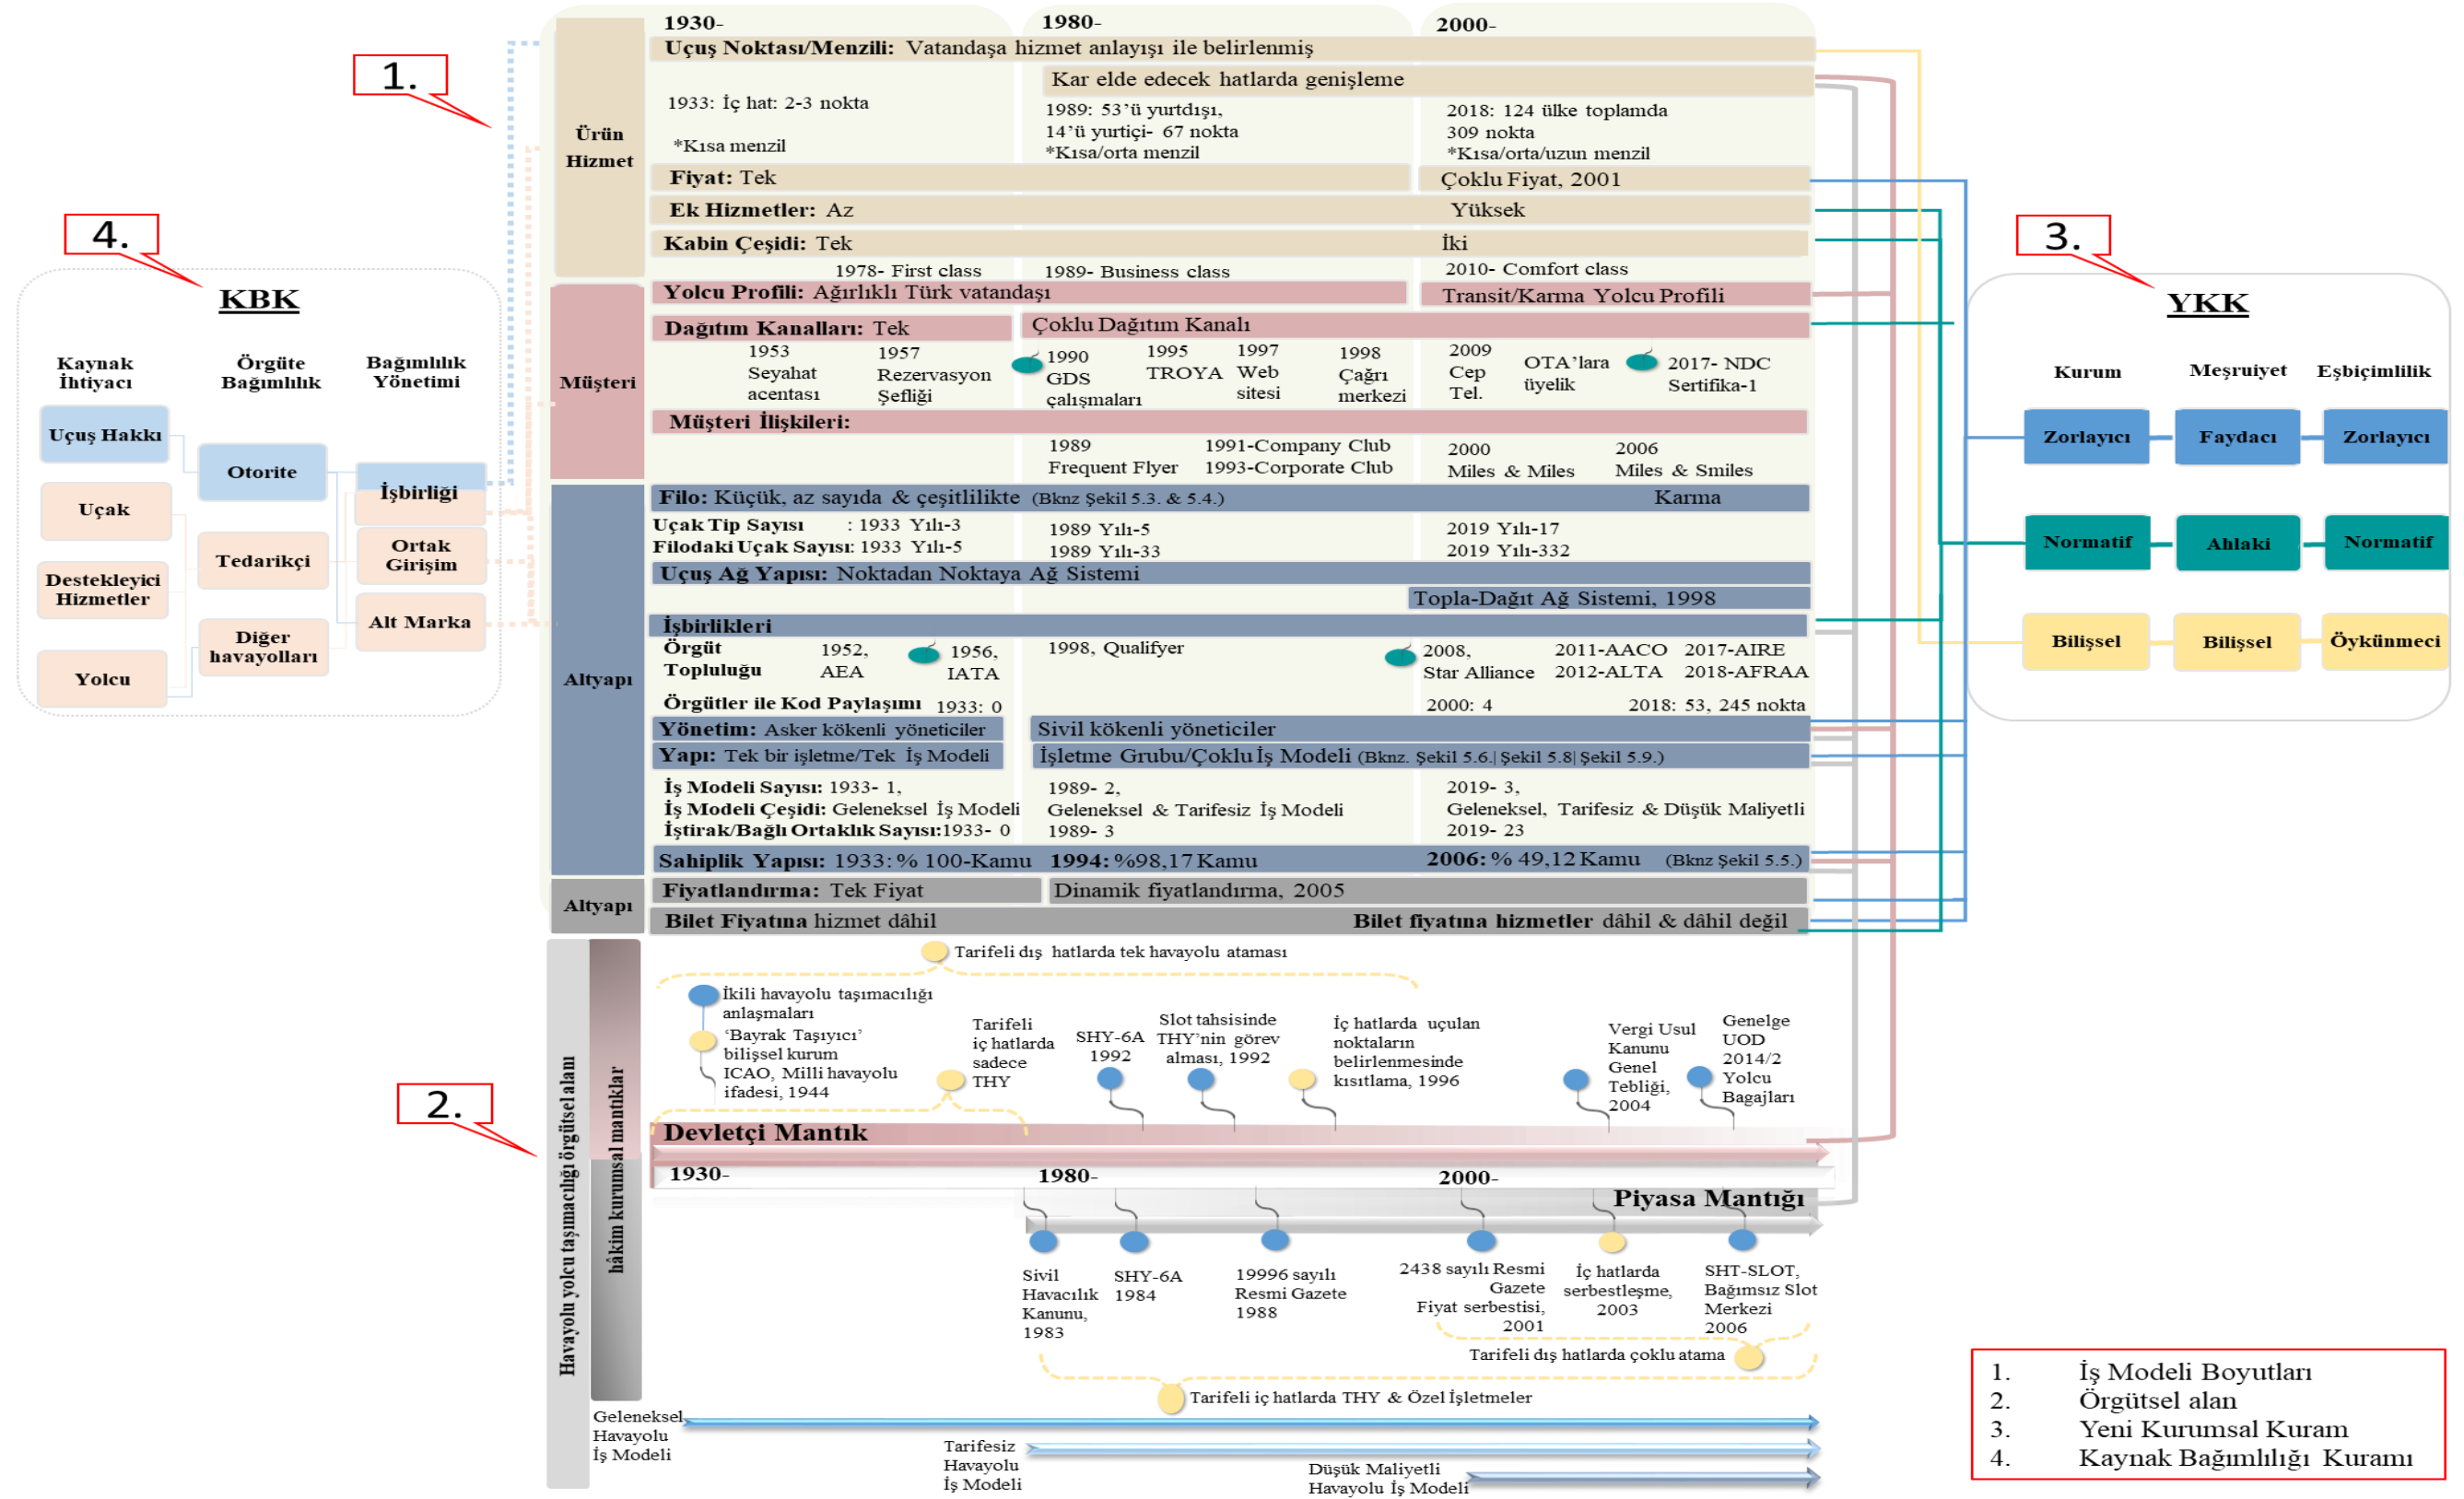 1930-
1980-
2000-
1.
Ürün
Hizmet
Uçuş Noktası/Menzili: Vatandaşa hizmet anlayışı ile belirlenmiş
Kar elde edecek hatlarda genişleme
1933: İç hat: 2-3 nokta
*Kısa menzil
1989: 53’ü yurtdışı,
14’ü yurtiçi- 67 nokta
*Kısa/orta menzil
2018: 124 ülke toplamda
309 nokta
*Kısa/orta/uzun menzil
Fiyat: Tek
Çoklu Fiyat, 2001
Ek Hizmetler: Az
Yüksek
Kabin Çeşidi: Tek
İki
1978- First class
1989- Business class
2010- Comfort class
Müşteri
Yolcu Profili: Ağırlıklı Türk vatandaşı
Transit/Karma Yolcu Profili
Dağıtım Kanalları: Tek
Çoklu Dağıtım Kanalı
1953
Seyahat
acentası
1957
Rezervasyon
Şefliği
1990
GDS
çalışmaları
1995
TROYA
1997
Web
sitesi
1998
Çağrı
merkezi
2009
Cep
Tel.
OTA’lara
üyelik
2017- NDC
Sertifika-1
Müşteri İlişkileri:
1989
Frequent Flyer
1991-Company Club
1993-Corporate Club
2000
Miles & Miles
2006
Miles & Smiles
Altyapı
Filo: Küçük, az sayıda & çeşitlilikte (Bknz Şekil 5.3. & 5.4.)
Karma
Uçak Tip Sayısı : 1933 Yılı-3
Filodaki Uçak Sayısı: 1933 Yılı-5
1989 Yılı-5
1989 Yılı-33
2019 Yılı-17
2019 Yılı-332
Uçuş Ağ Yapısı: Noktadan Noktaya Ağ Sistemi
Topla-Dağıt Ağ Sistemi, 1998
İşbirlikleri
Örgüt
Topluluğu
1952,
AEA
1956,
IATA
1998, Qualifyer
2008,
Star Alliance
2011-AACO
2012-ALTA
2017-AIRE
2018-AFRAA
Örgütler ile Kod Paylaşımı 1933: 0
2000: 4
2018: 53, 245 nokta
Yönetim: Asker kökenli yöneticiler
Sivil kökenli yöneticiler
Yapı: Tek bir işletme/Tek İş Modeli
İşletme Grubu/Çoklu İş Modeli (Bknz. Şekil 5.6.| Şekil 5.8| Şekil 5.9.)
İş Modeli Sayısı: 1933- 1,
İş Modeli Çeşidi: Geleneksel İş Modeli
İştirak/Bağlı Ortaklık Sayısı:1933- 0
1989- 2,
Geleneksel & Tarifesiz İş Modeli
1989- 3
2019- 3,
Geleneksel, Tarifesiz & Düşük Maliyetli
2019- 23
Sahiplik Yapısı: 1933: % 100-Kamu
1994: %98,17 Kamu
2006: % 49,12 Kamu (Bknz Şekil 5.5.)
Altyapı
Fiyatlandırma: Tek Fiyat
Dinamik fiyatlandırma, 2005
Bilet Fiyatına hizmet dâhil
Bilet fiyatına hizmetler dâhil & dâhil değil
4.
KBK
Kaynak
İhtiyacı
Örgüte
Bağımlılık
Bağımlılık
Yönetimi
Uçuş Hakkı
Uçak
Destekleyici
Hizmetler
Yolcu
Otorite
Tedarikçi
Diğer
havayolları
İşbirliği
Ortak
Girişim
Alt Marka
3.
YKK
Kurum
Meşruiyet
Eşbiçimlilik
Zorlayıcı
Faydacı
Zorlayıcı
Normatif
Ahlaki
Normatif
Bilişsel
Bilişsel
Öykünmeci
2.
Havayolu yolcu taşımacılığı örgütsel alanı
hâkim kurumsal mantıklar
Tarifeli dış hatlarda tek havayolu ataması
İkili havayolu taşımacılığı
anlaşmaları
‘Bayrak Taşıyıcı’
bilişsel kurum
ICAO, Milli havayolu
ifadesi, 1944
Tarifeli
iç hatlarda
sadece
THY
SHY-6A
1992
Slot tahsisinde
THY’nin görev
alması, 1992
İç hatlarda uçulan
noktaların
belirlenmesinde
kısıtlama, 1996
Vergi Usul
Kanunu
Genel
Tebliği,
2004
Genelge
UOD
2014/2
Yolcu
Bagajları
Devletçi Mantık
1930-
1980-
2000-
Piyasa Mantığı
Sivil
Havacılık
Kanunu,
1983
SHY-6A
1984
19996 sayılı
Resmi Gazete
1988
2438 sayılı Resmi
Gazete
Fiyat serbestisi,
2001
İç hatlarda
serbestleşme,
2003
SHT-SLOT,
Bağımsız Slot
Merkezi
2006
Tarifeli dış hatlarda çoklu atama
Tarifeli iç hatlarda THY & Özel İşletmeler
Geleneksel
Havayolu
İş Modeli
Tarifesiz
Havayolu
İş Modeli
Düşük Maliyetli
Havayolu İş Modeli
1. İş Modeli Boyutları
2. Örgütsel alan
3. Yeni Kurumsal Kuram
4. Kaynak Bağımlılığı Kuramı